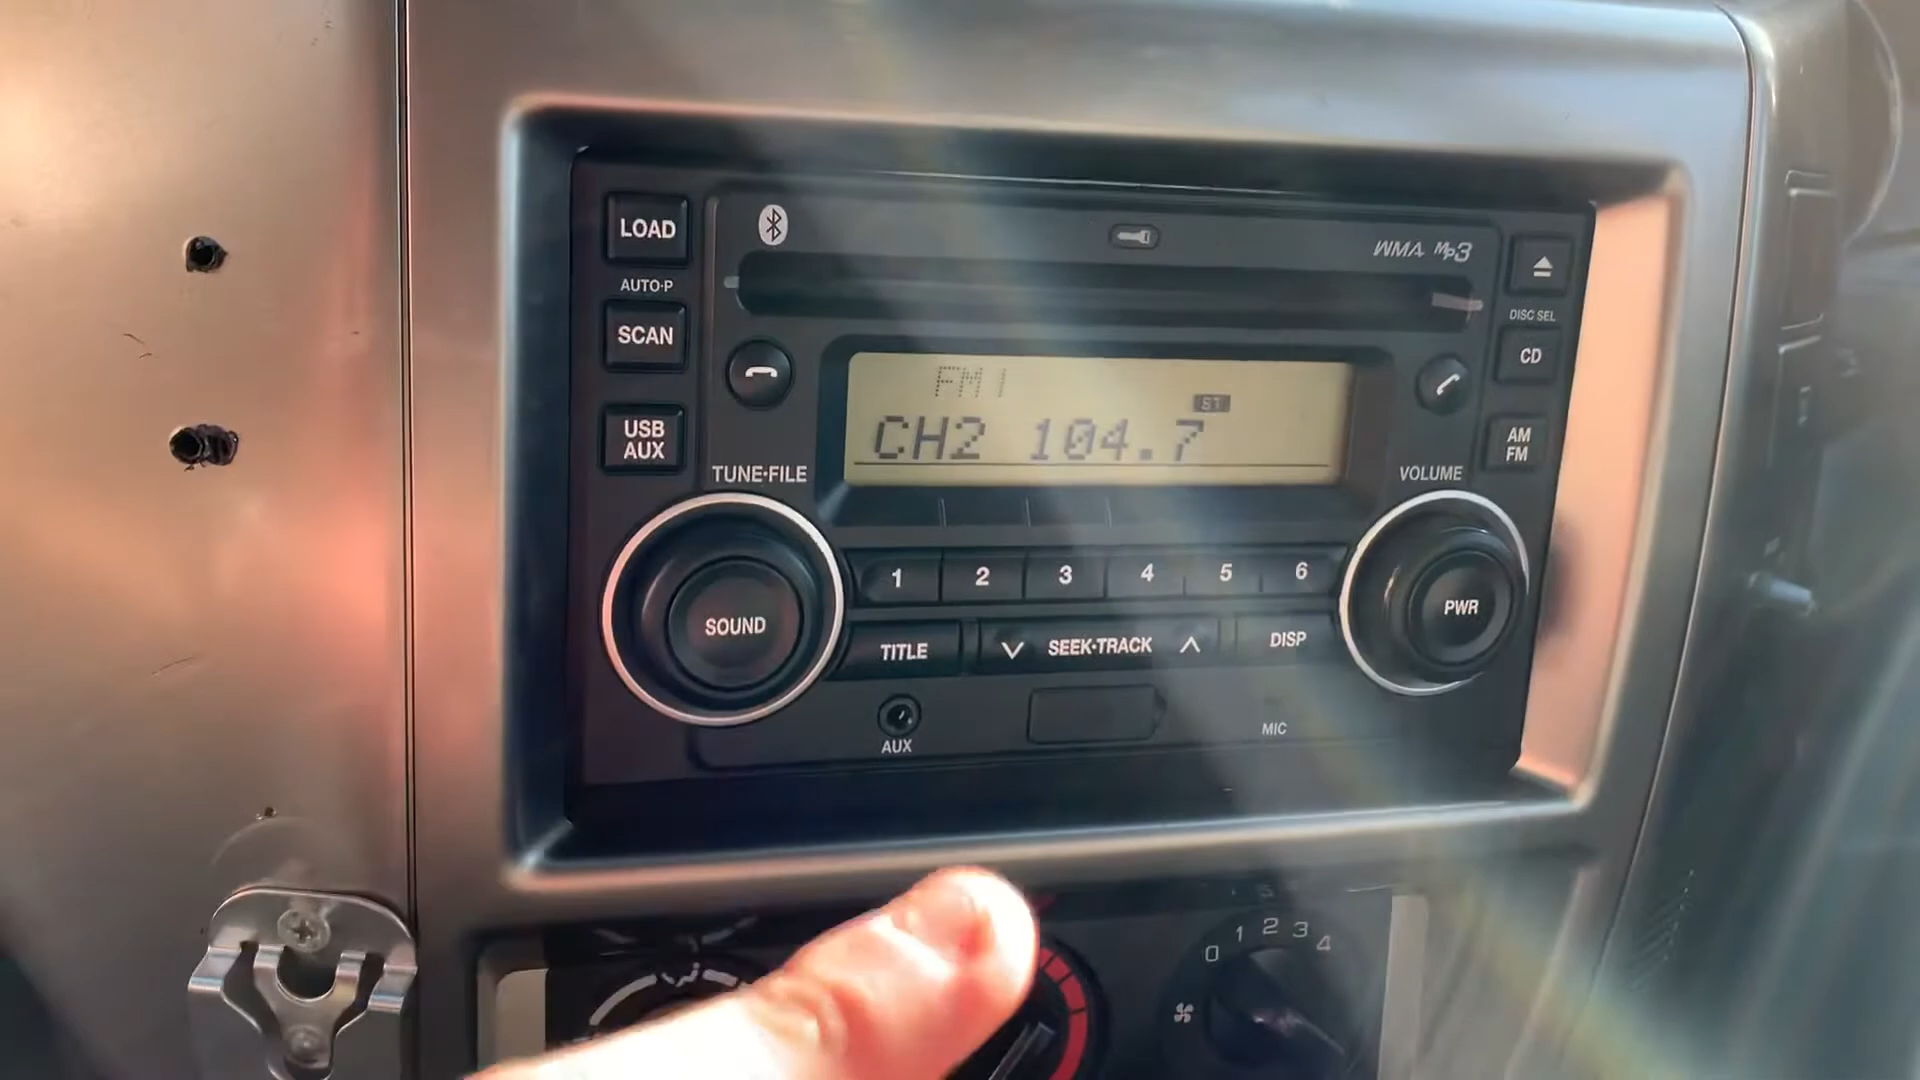 LOAD
WMA MP3
AUTO·P
DISC SEL
SCAN
CD
FM1
ST
CH2 104.7
USB
AUX
AM
FM
TUNE·FILE
VOLUME
1 2 3 4 5 6
SOUND
PWR
TITLE
SEEK·TRACK
DISP
AUX
MIC
0 1 2 3 4